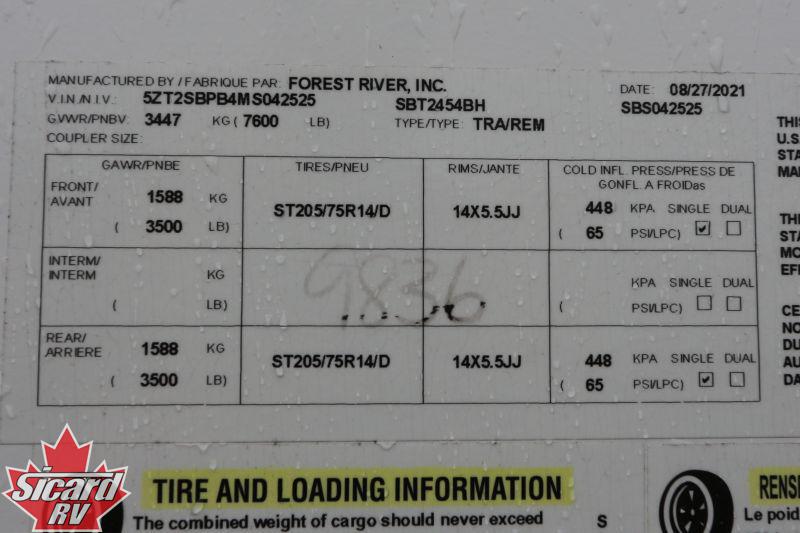 MANUFACTURED BY / FABRIQUE PAR: FOREST RIVER, INC.
V.I.N./N.I.V.: 5ZT2SBPB4MS042525 SBT2454BH
DATE: 08/27/2021
SBS042525
GVWR/PNBV: 3447 KG ( 7600 LB) TYPE/TYPE: TRA/REM
COUPLER SIZE:
GAWR/PNBE TIRES/PNEU RIMS/JANTE COLD INFL. PRESS/PRESS DE
GONFL. A FROIDas
FRONT/
AVANT 1588 KG ST205/75R14/D 14X5.5JJ 448 KPA SINGLE DUAL
( 3500 LB) ( 65 PSI/LPC)
INTERM/
INTERM KG KPA SINGLE DUAL
( LB) ( PSI/LPC)
9836
REAR/
ARRIERE 1588 KG ST205/75R14/D 14X5.5JJ 448 KPA SINGLE DUAL
( 3500 LB) ( 65 PSI/LPC)
THIS
U.S
STA
MAN
THI
STA
MO
EFF
CE
NO
DU
AU
DA
Sicard
RV
TIRE AND LOADING INFORMATION
The combined weight of cargo should never exceed
S
RENSE
Le poid